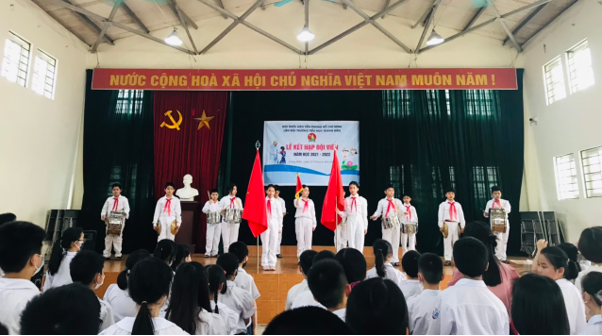 NƯỚC CỘNG HOÀ XÃ HỘI CHỦ NGHĨA VIỆT NAM MUÔN NĂM !
LỄ KẾT NẠP ĐỘI VIÊN
NĂM HỌC 2021 - 2022